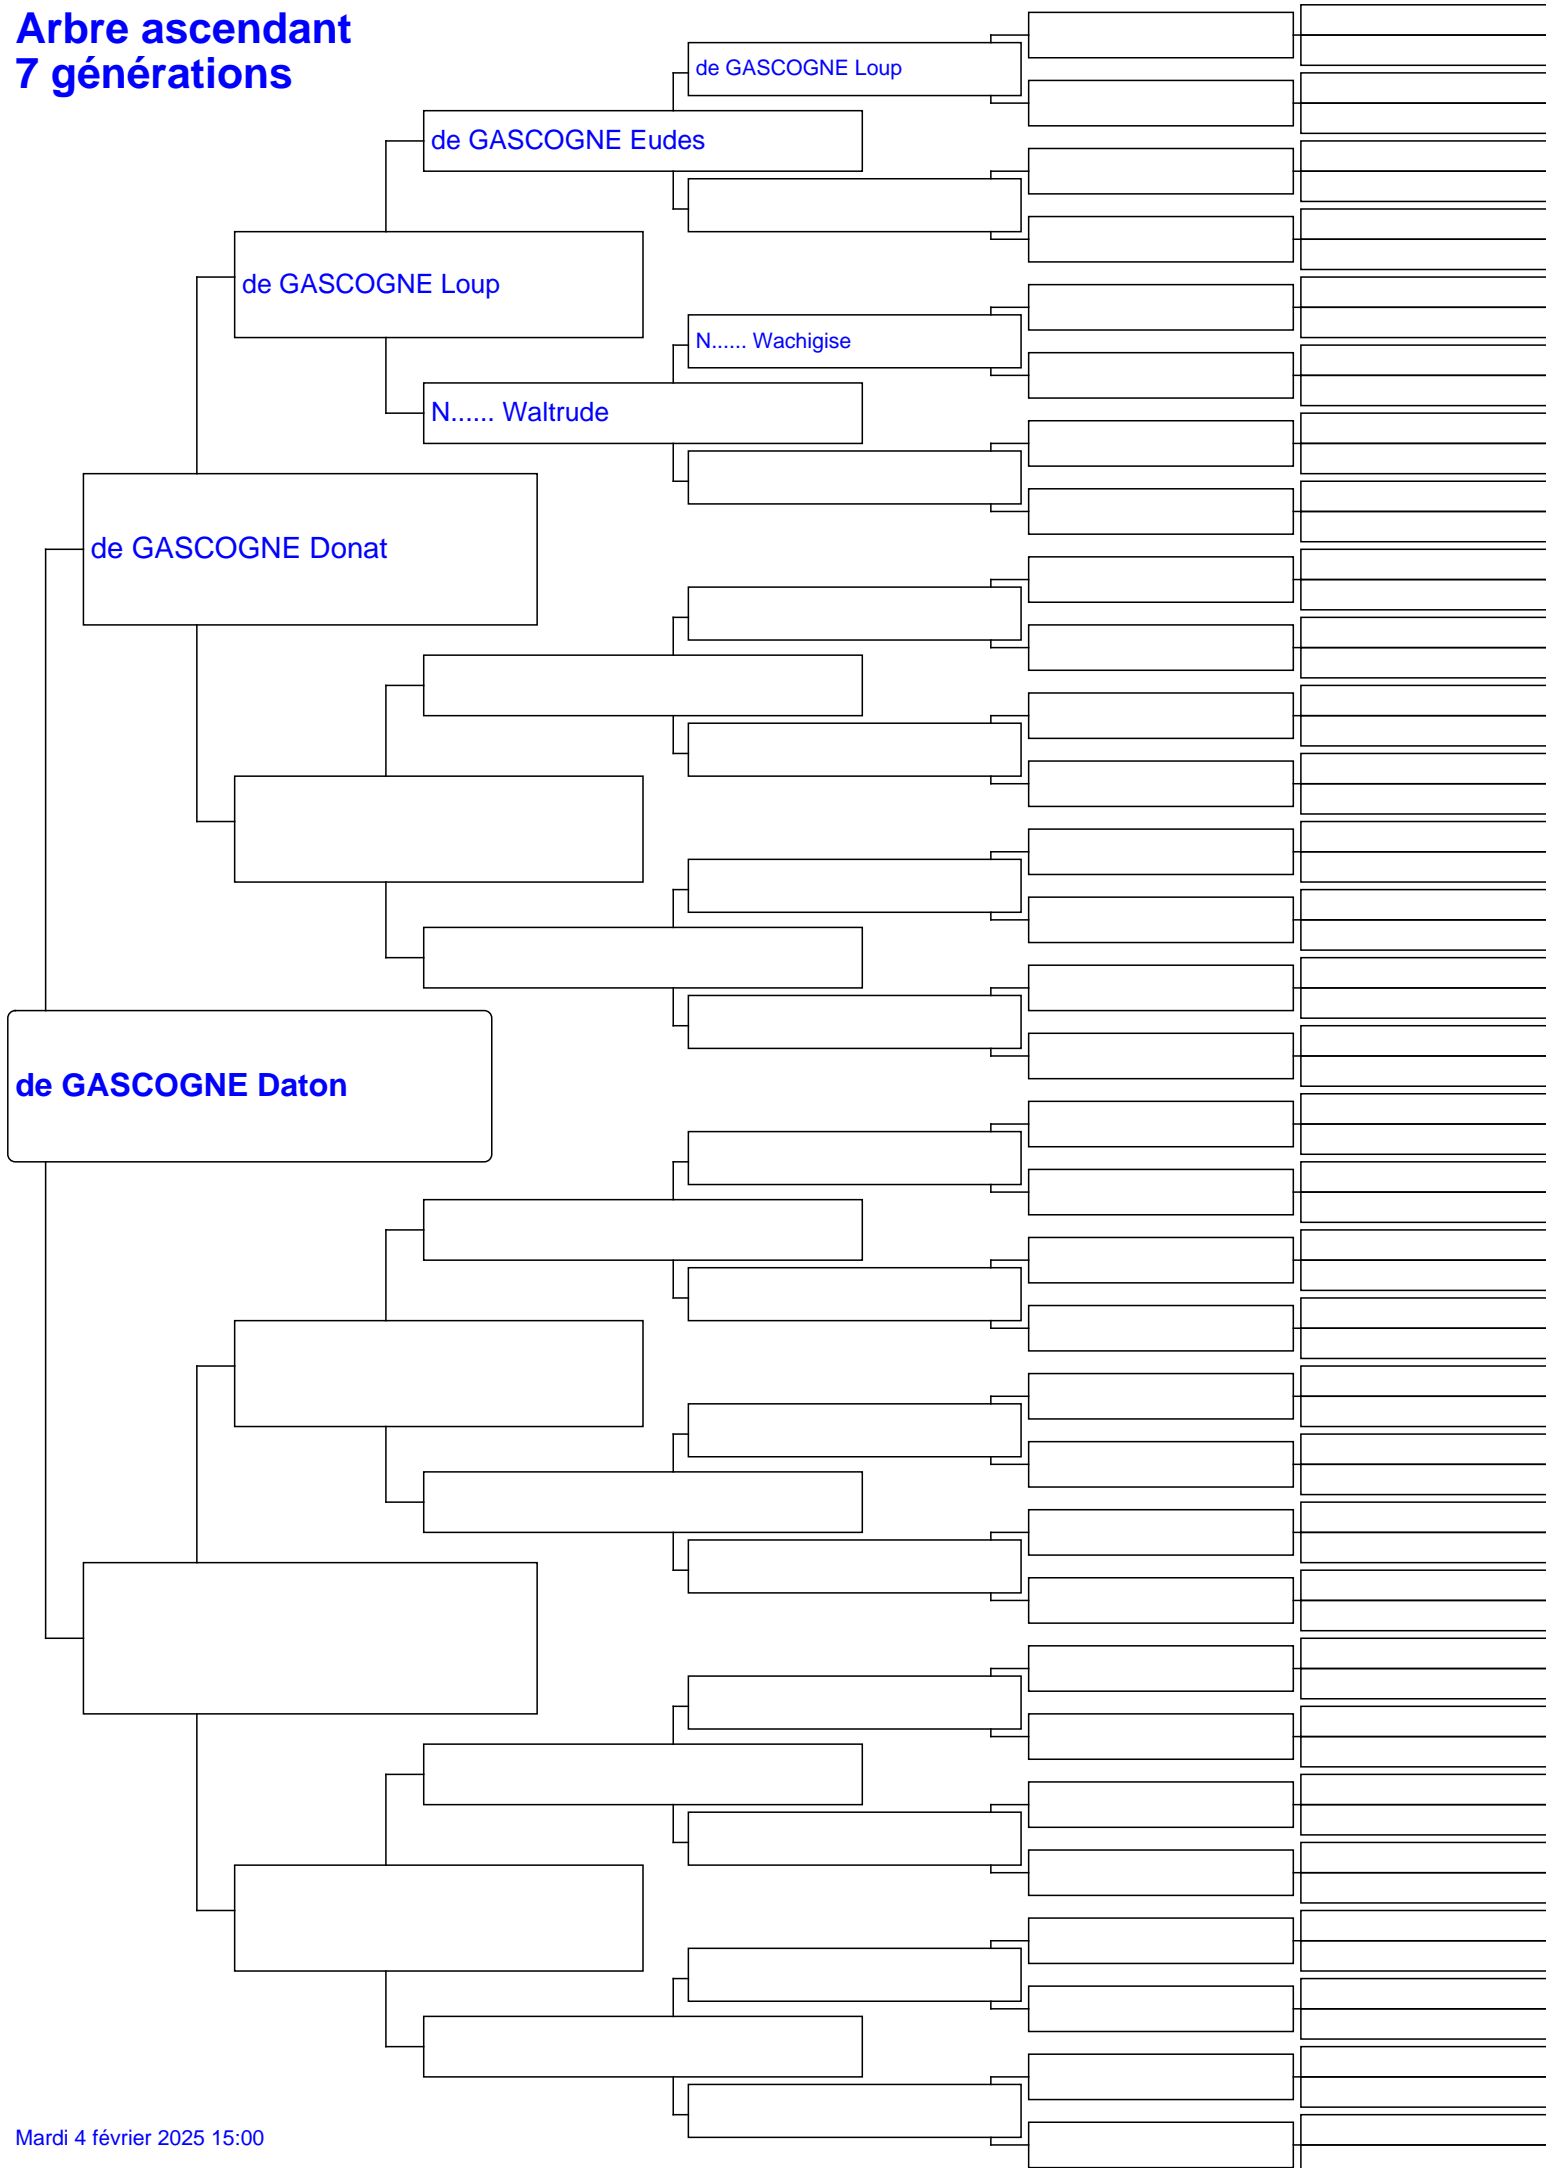 Arbre ascendant
7 générations
de GASCOGNE Loup
de GASCOGNE Eudes
de GASCOGNE Loup
N...... Wachigise
N...... Waltrude
de GASCOGNE Donat
de GASCOGNE Daton
Mardi 4 février 2025 15:00